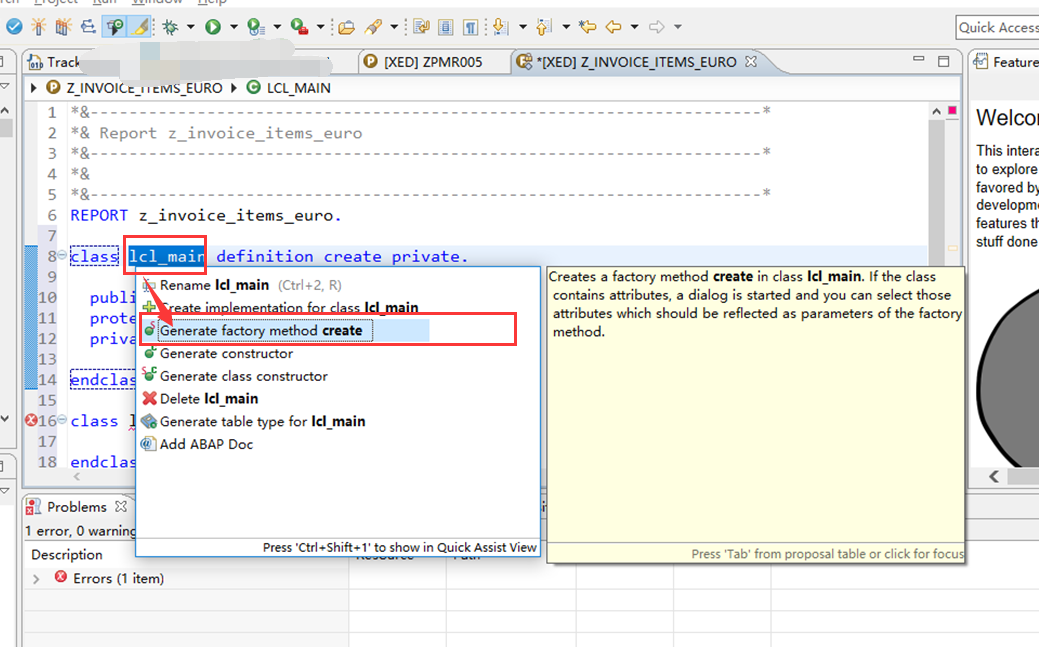 Project Run Window Help
Quick Access
Track
[XED] ZPMR005
*[XED] Z_INVOICE_ITEMS_EURO
Feature
Z_INVOICE_ITEMS_EURO
LCL_MAIN
1 *&---------------------------------------------------------------------*
2 *& Report z_invoice_items_euro
3 *&---------------------------------------------------------------------*
4 *&
5 *&---------------------------------------------------------------------*
6 REPORT z_invoice_items_euro.
7
8 class lcl_main definition create private.
9
10 publi
11 prote
12 priva
13
14 endclas
15
16 class l
17
18 endclas
Rename lcl_main (Ctrl+2, R)
Create implementation for class lcl_main
Generate factory method create
Generate constructor
Generate class constructor
Delete lcl_main
Generate table type for lcl_main
Add ABAP Doc
Press 'Ctrl+Shift+1' to show in Quick Assist View
Creates a factory method create in class lcl_main. If the class
contains attributes, a dialog is started and you can select those
attributes which should be reflected as parameters of the factory
method.
Press 'Tab' from proposal table or click for focus
Welco
This intera
to explore
favored by
developme
features th
stuff done
Problems
1 error, 0 warning
Description
Resource
Path
Errors (1 item)